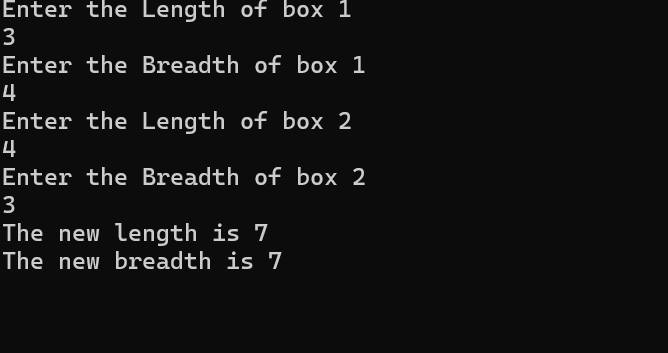 Enter the Length of box 1
3
Enter the Breadth of box 1
4
Enter the Length of box 2
4
Enter the Breadth of box 2
3
The new length is 7
The new breadth is 7